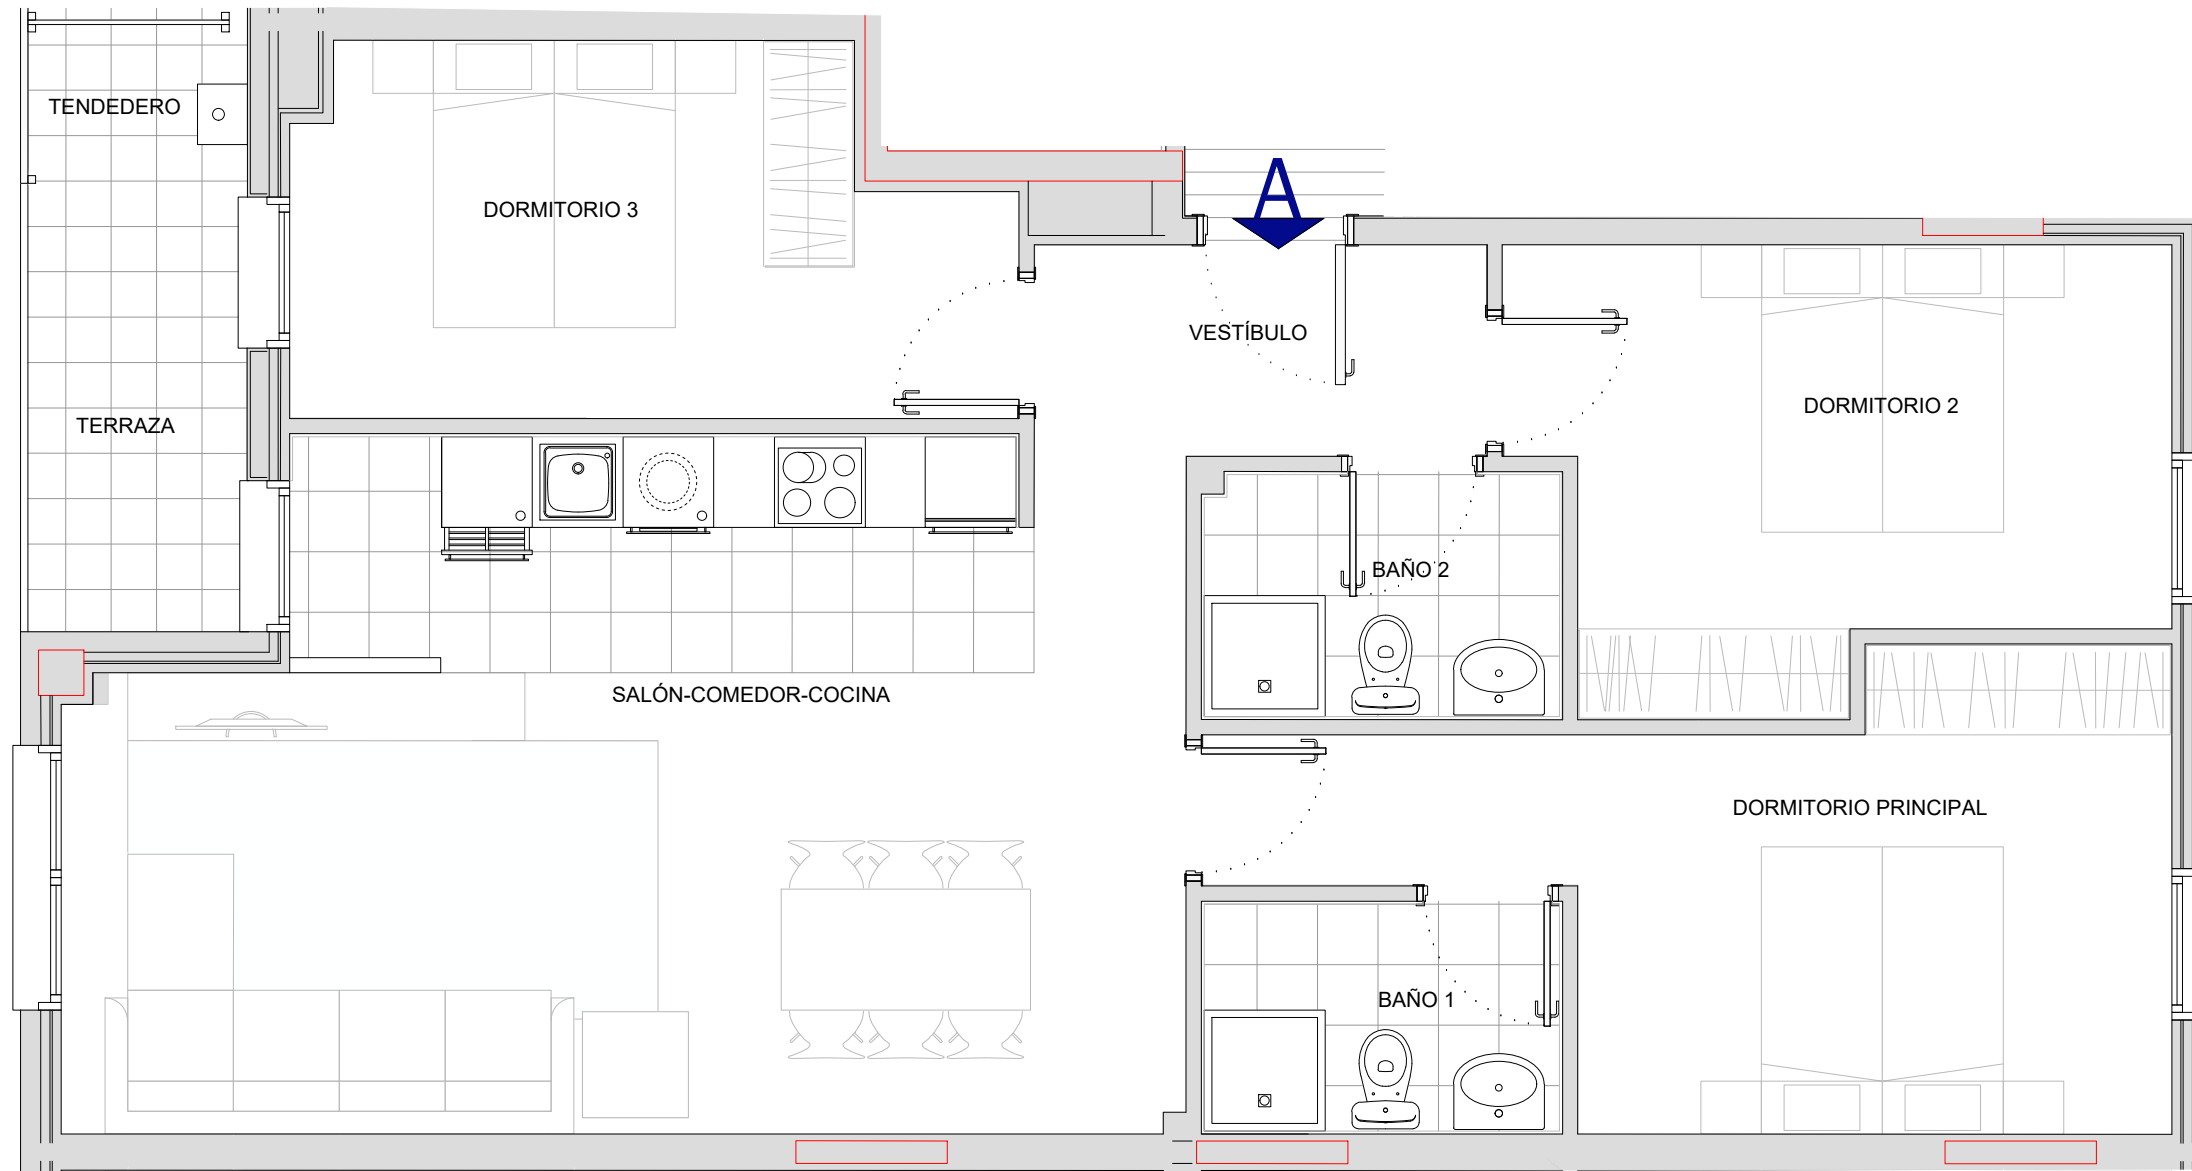 TENDEDERO
A
DORMITORIO 3
VESTÍBULO
DORMITORIO 2
TERRAZA
BAÑO 2
SALÓN-COMEDOR-COCINA
DORMITORIO PRINCIPAL
BAÑO 1